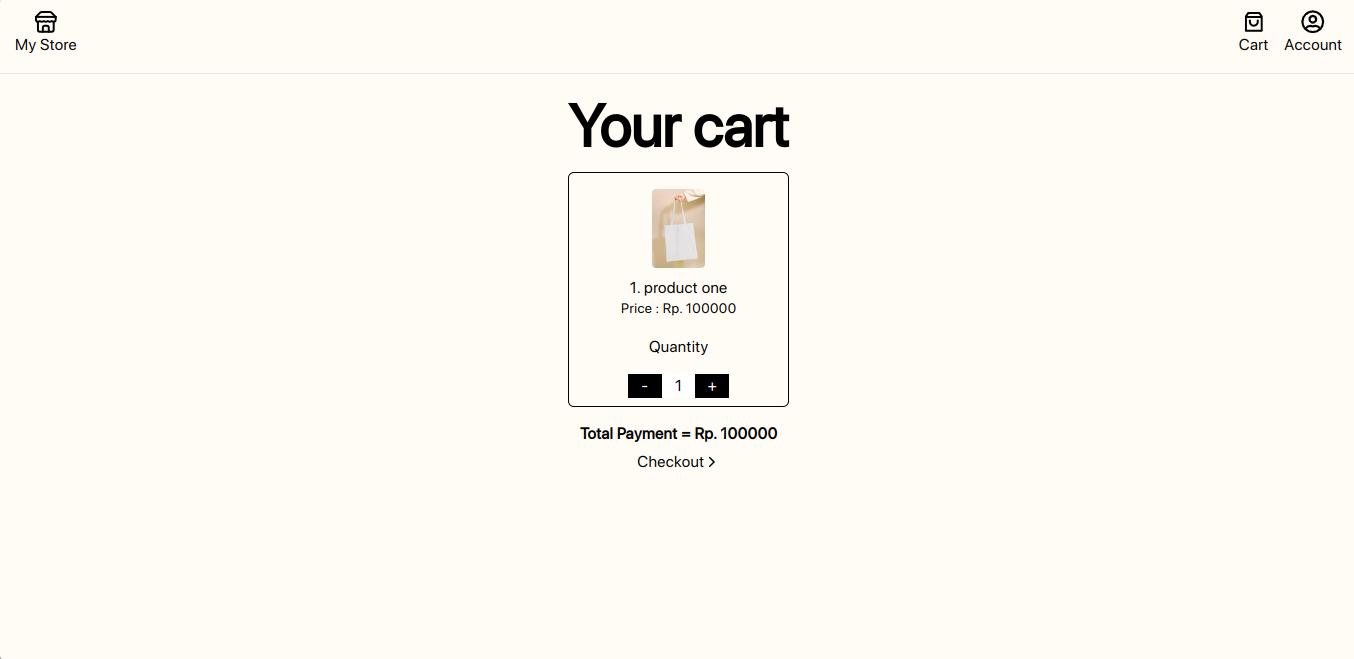 My Store
Cart
Account
Your cart
1. product one
Price : Rp. 100000
Quantity
- 1 +
Total Payment = Rp. 100000
Checkout >